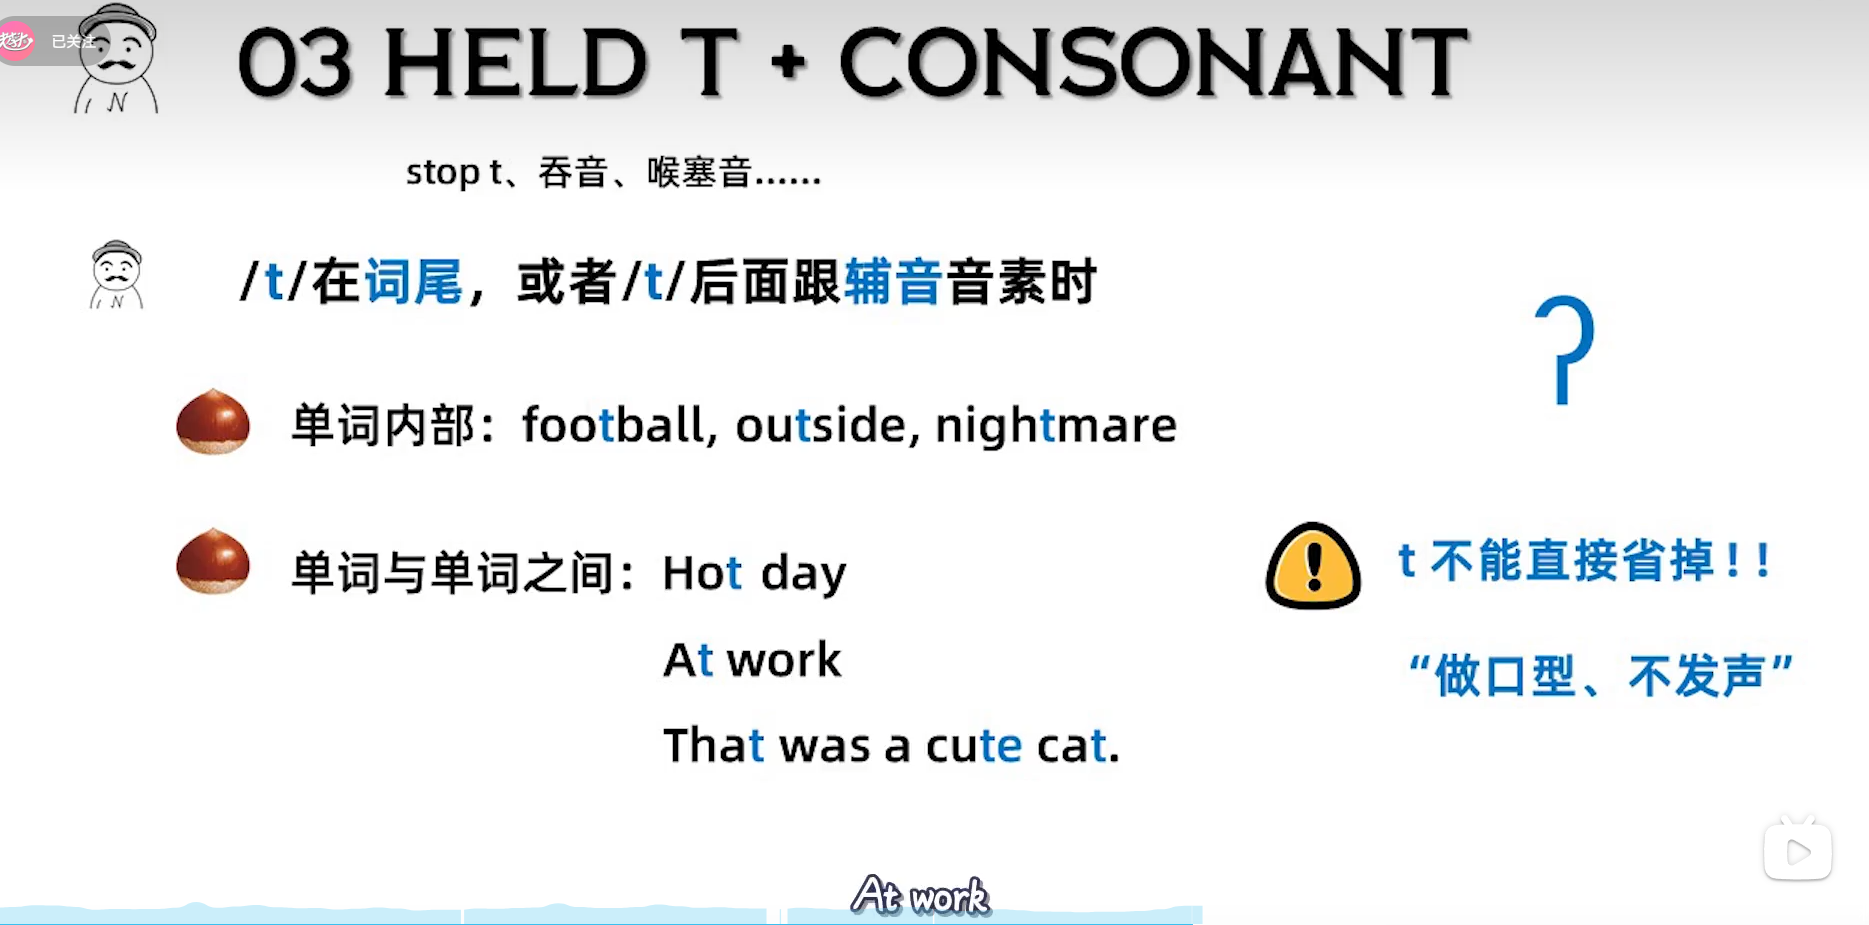 已关注
N
03 HELD T + CONSONANT
stop t、吞音、喉塞音......
N
/t/在词尾，或者/t/后面跟辅音音素时
ʔ
单词内部：football, outside, nightmare
单词与单词之间：Hot day
At work
That was a cute cat.
t 不能直接省掉！！
“做口型、不发声”
At work